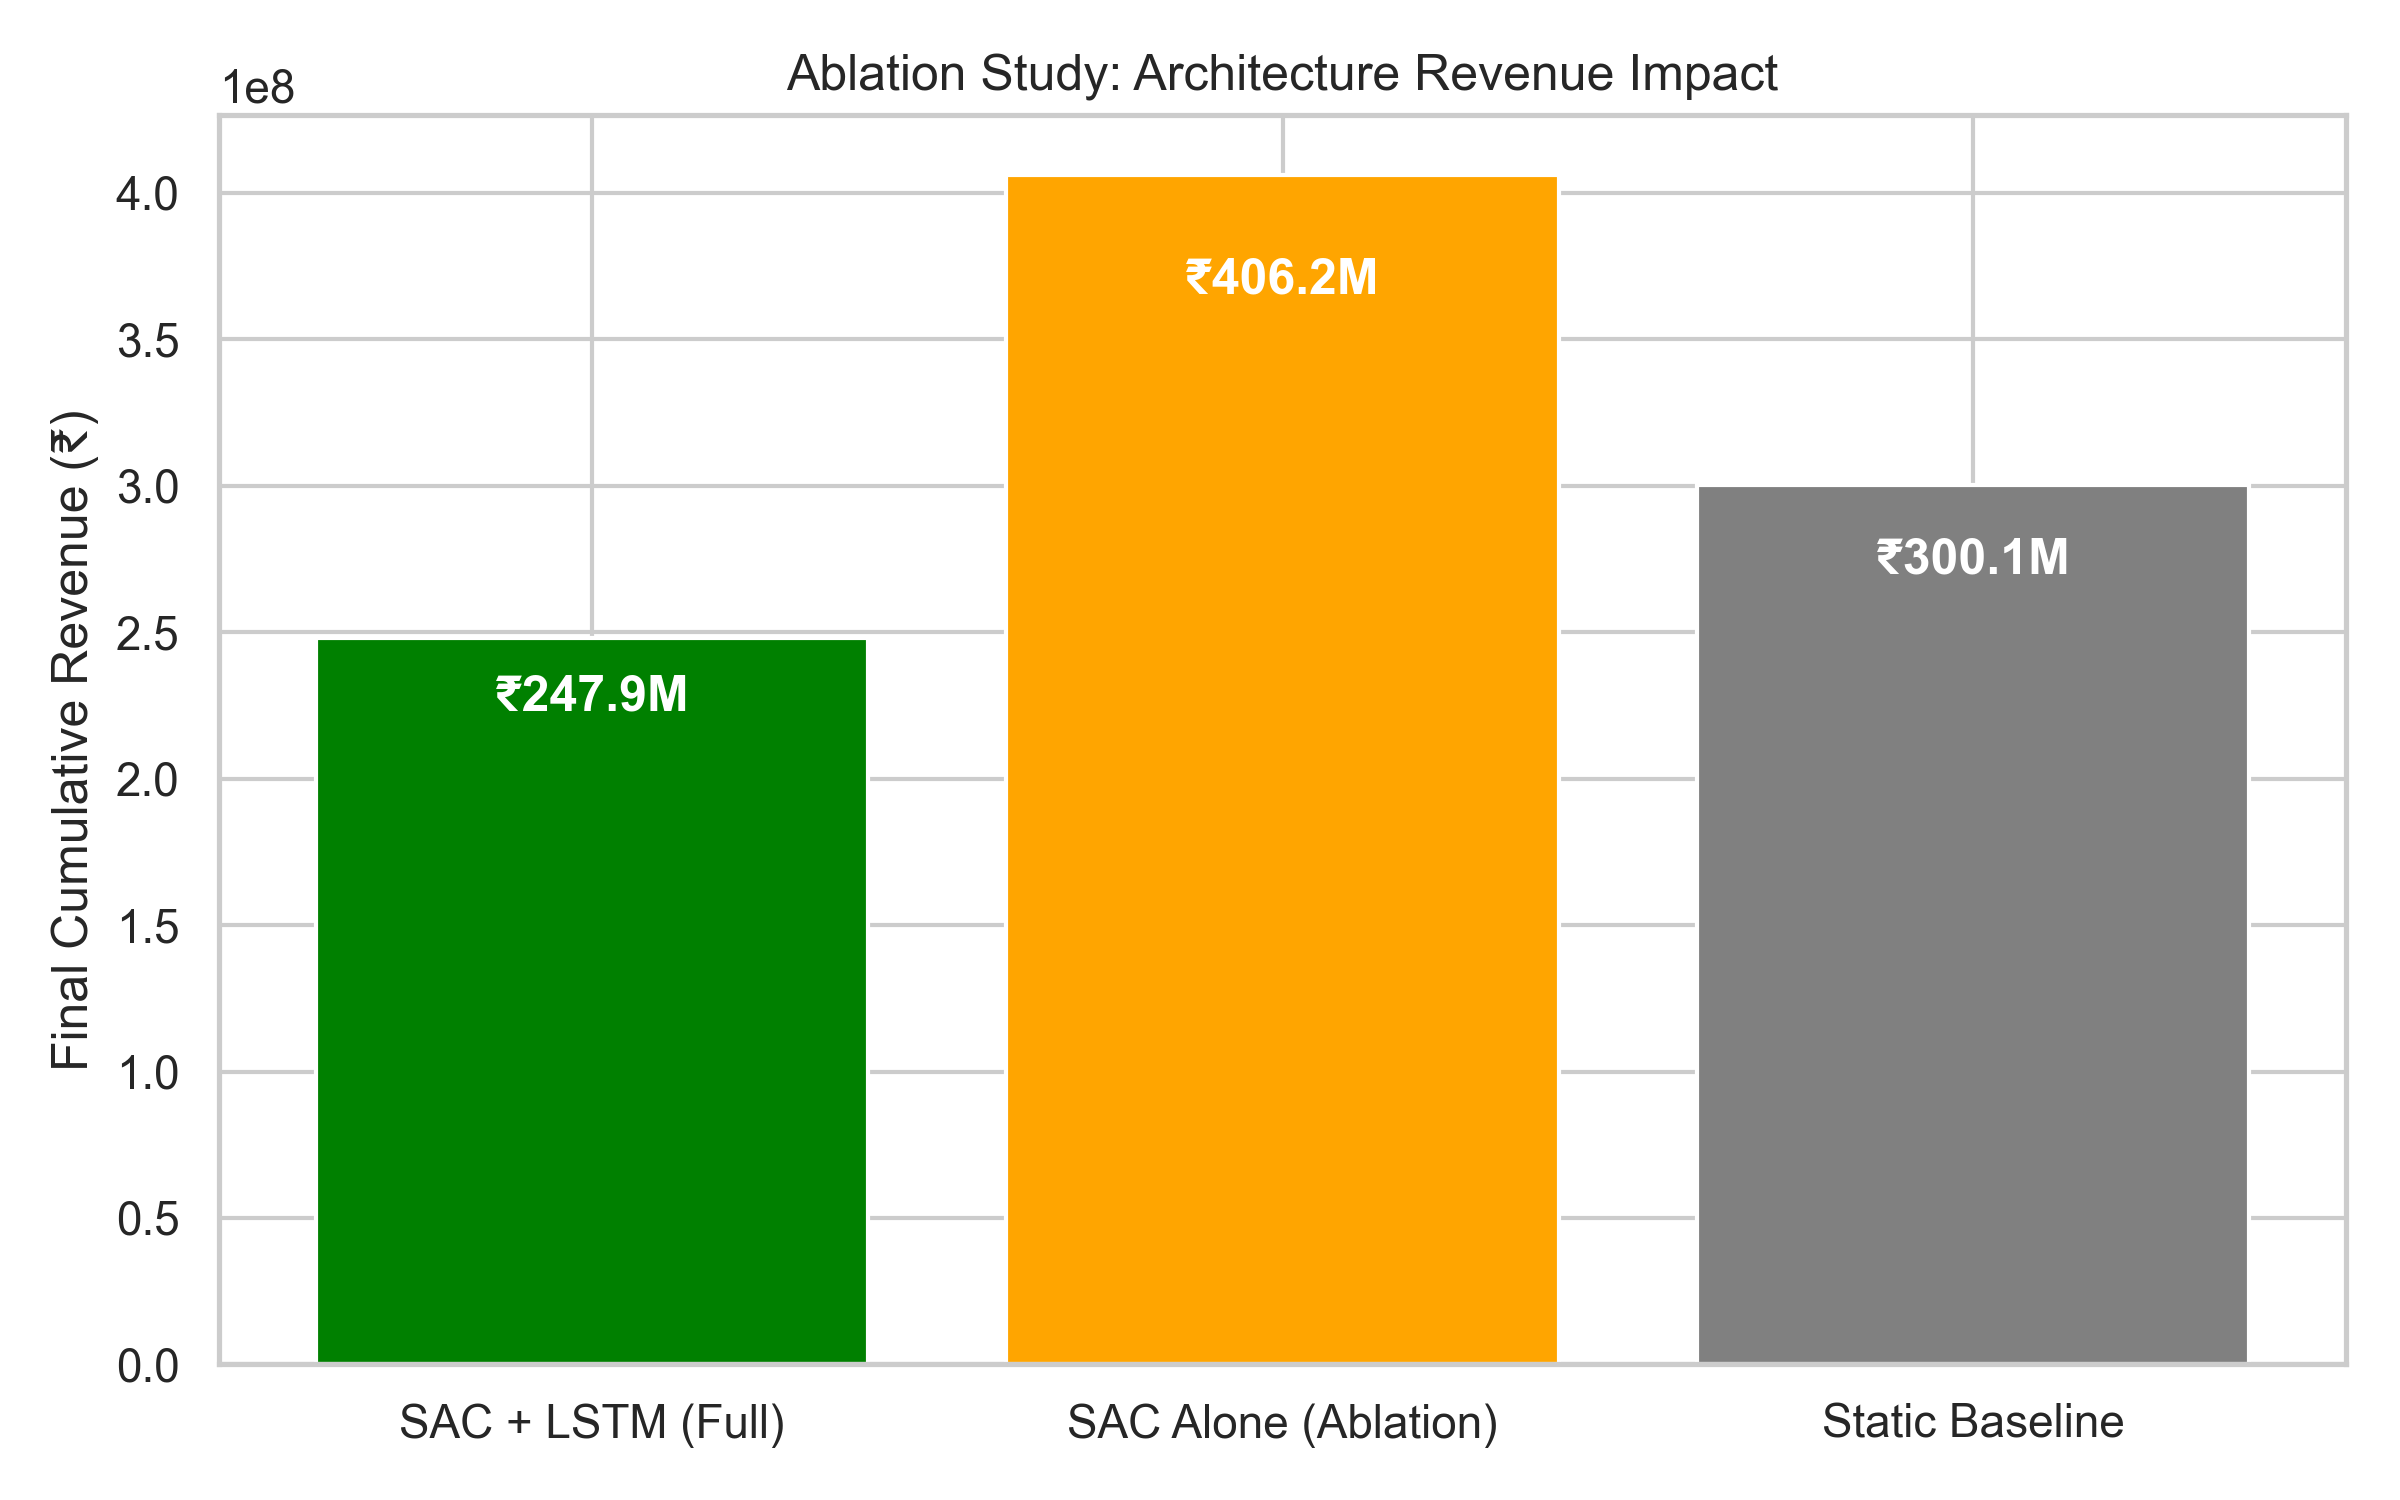 Ablation Study: Architecture Revenue Impact
1e8
Final Cumulative Revenue (₹)
4.0
3.5
3.0
2.5
2.0
1.5
1.0
0.5
0.0
₹247.9M
₹406.2M
₹300.1M
SAC + LSTM (Full)
SAC Alone (Ablation)
Static Baseline